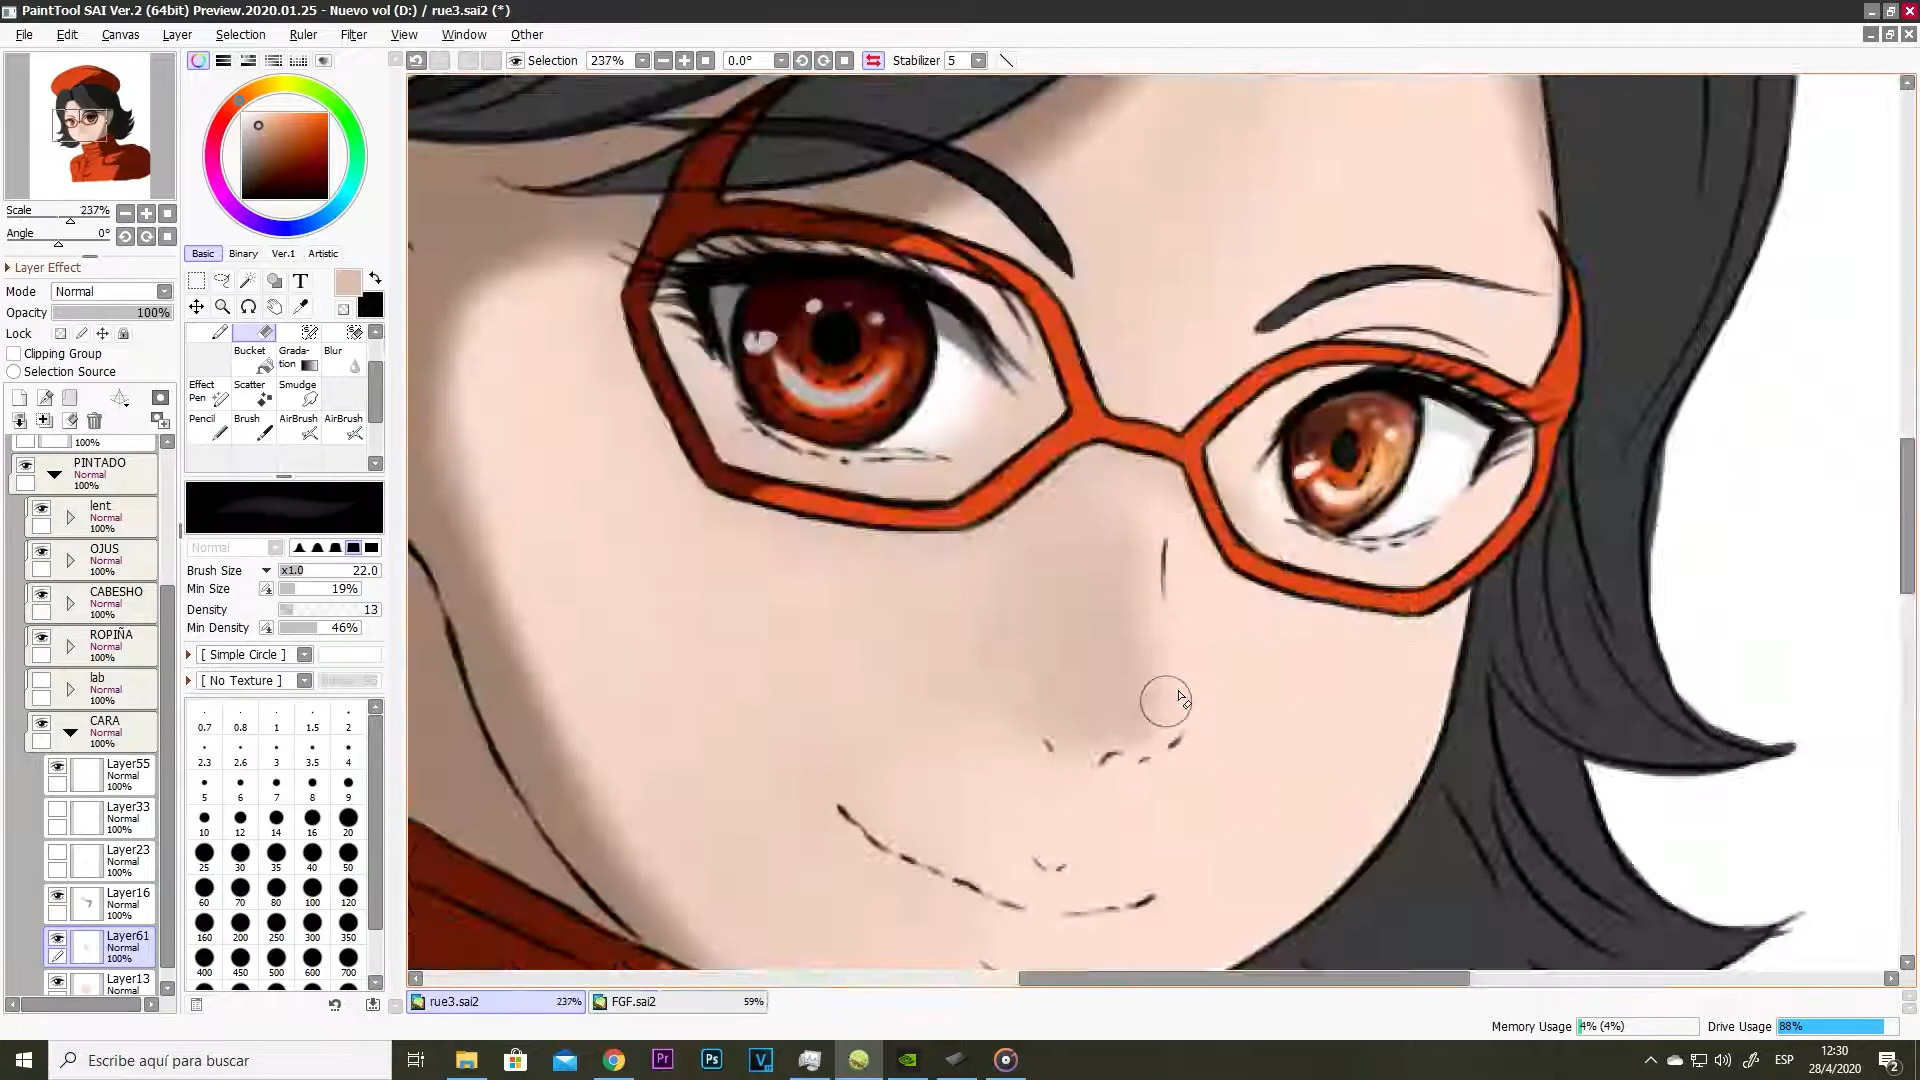 PaintTool SAI Ver.2 (64bit) Preview.2020.01.25 - Nuevo vol (D:) / rue3.sai2 (*)
File Edit Canvas Layer Selection Ruler Filter View Window Other
Selection 237% 0.0° Stabilizer 5
Scale 237%
Angle 0°
Layer Effect
Mode Normal
Opacity 100%
Lock
Clipping Group
Selection Source
100%
PINTADO
Normal
100%
lent
Normal
100%
OJUS
Normal
100%
CABESHO
Normal
100%
ROPIÑA
Normal
100%
lab
Normal
100%
CARA
Normal
100%
Layer55
Normal
100%
Layer33
Normal
100%
Layer23
Normal
100%
Layer16
Normal
100%
Layer61
Normal
100%
Layer13
Normal
Basic Binary Ver.1 Artistic
T
Bucket Grada-tion Blur
Effect Pen Scatter Smudge
Pencil Brush AirBrush AirBrush
Normal
Brush Size x1.0 22.0
Min Size 19%
Density 13
Min Density 46%
[ Simple Circle ]
[ No Texture ]
0.7 0.8 1 1.5 2
2.3 2.6 3 3.5 4
5 6 7 8 9
10 12 14 16 20
25 30 35 40 50
60 70 80 100 120
160 200 250 300 350
400 450 500 600 700
rue3.sai2 237% FGF.sai2 59%
Memory Usage 4% (4%) Drive Usage 88%
Escribe aquí para buscar
Pr Ps V
ESP
12:30
28/4/2020
2